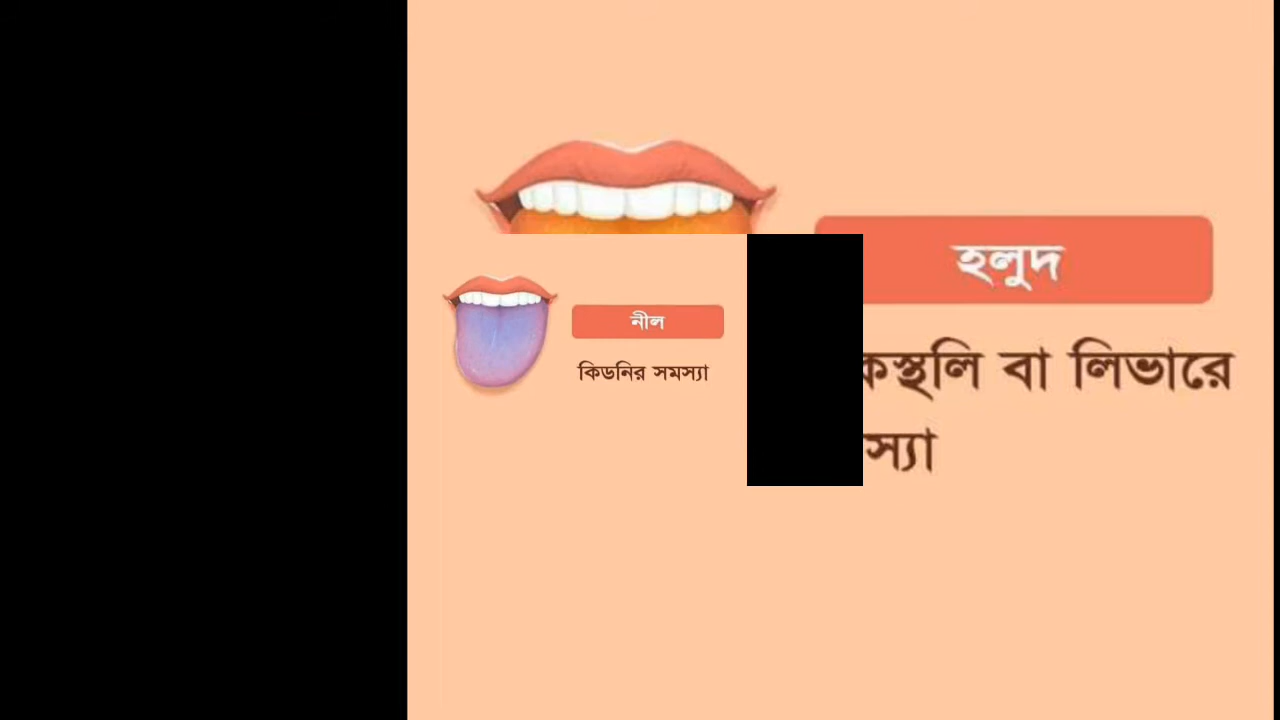 হলুদ
নীল
বা লিভারে
কিডনির সমস্যা